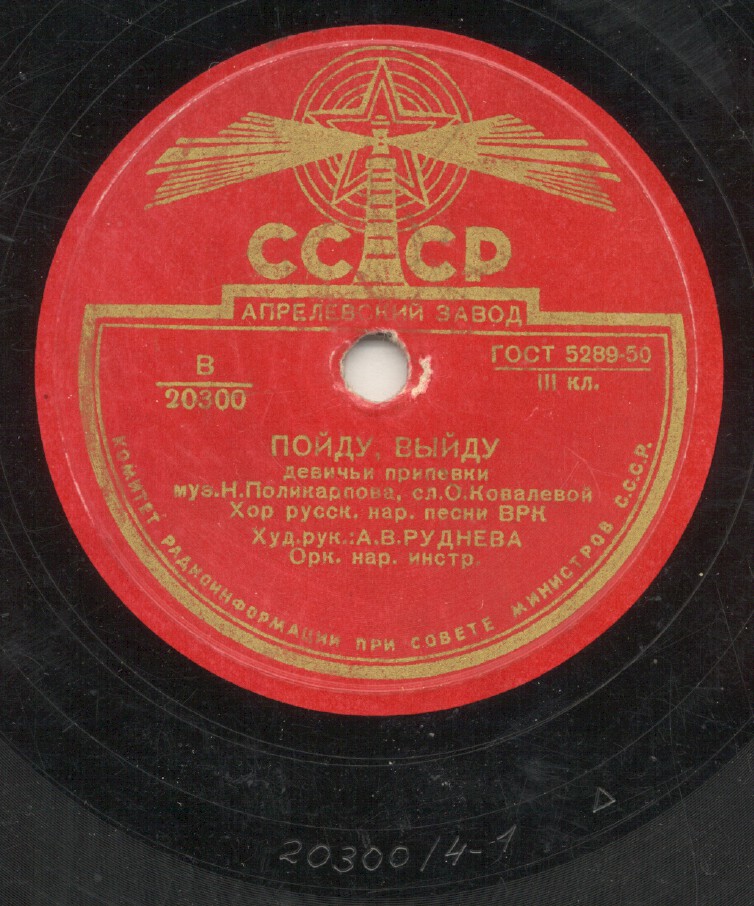 СССР
АПРЕЛЕВСКИЙ ЗАВОД
В
20300
ГОСТ 5289-50
III кл.
ПОЙДУ, ВЫЙДУ
девичьи припевки
муз.Н.Поликарпова, сл.О.Ковалевой
Хор русск. нар. песни ВРК
Худ.рук.:А.В.РУДНЕВА
Орк. нар. инстр.
КОМИТЕТ РАДИОИНФОРМАЦИИ ПРИ СОВЕТЕ МИНИСТРОВ С.С.С.Р.
20300/4-1